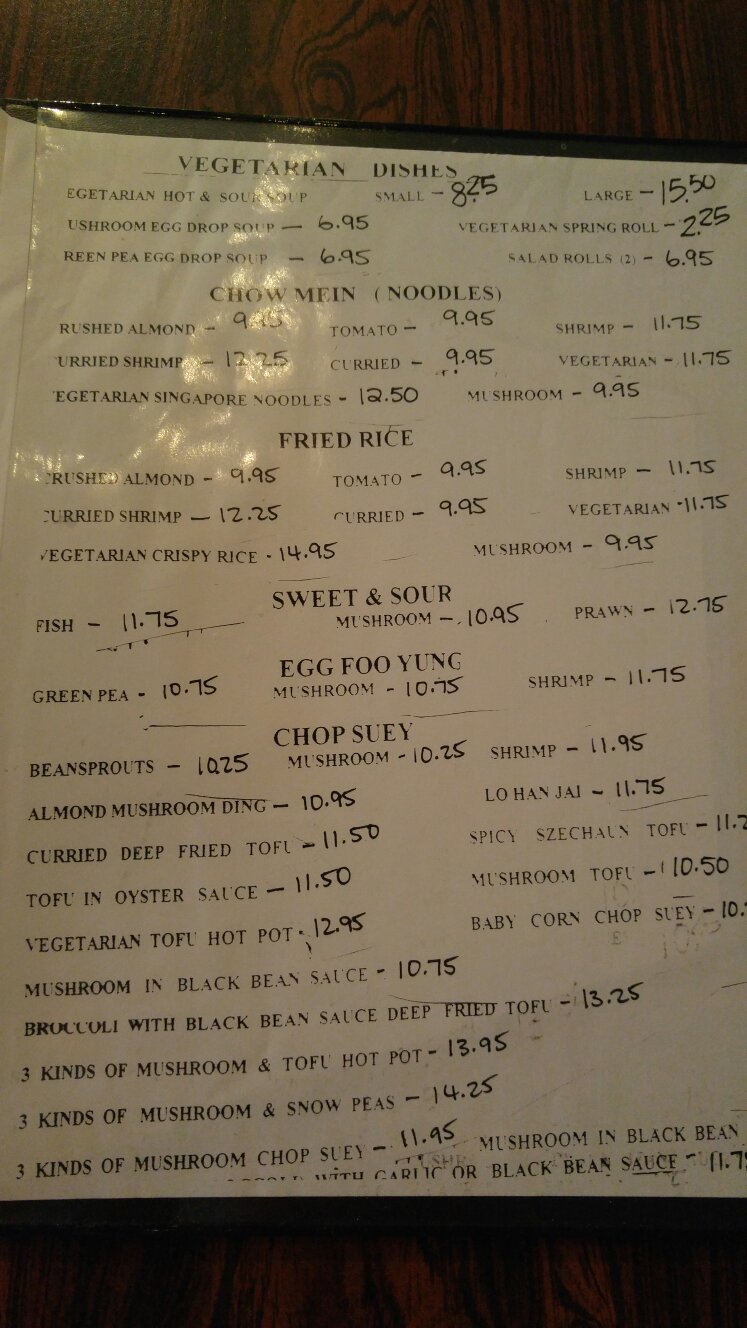 VEGETARIAN DISHES
EGETARIAN HOT & SOUR SOUP SMALL - 8.25 LARGE - 15.50
USHROOM EGG DROP SOUP - 6.95 VEGETARIAN SPRING ROLL - 2.25
REEN PEA EGG DROP SOUP - 6.95 SALAD ROLLS (2) - 6.95
CHOW MEIN (NOODLES)
RUSHED ALMOND - 9.95 TOMATO - 9.95 SHRIMP - 11.75
URRIED SHRIMP - 12.25 CURRIED - 9.95 VEGETARIAN - 11.75
EGETARIAN SINGAPORE NOODLES - 12.50 MUSHROOM - 9.95
FRIED RICE
CRUSHED ALMOND - 9.95 TOMATO - 9.95 SHRIMP - 11.75
CURRIED SHRIMP - 12.25 CURRIED - 9.95 VEGETARIAN - 11.75
VEGETARIAN CRISPY RICE - 14.95 MUSHROOM - 9.95
SWEET & SOUR
FISH - 11.75 MUSHROOM - 10.95 PRAWN - 12.75
EGG FOO YUNG
GREEN PEA - 10.75 MUSHROOM - 10.75 SHRIMP - 11.75
CHOP SUEY
BEANSPROUTS - 10.25 MUSHROOM - 10.25 SHRIMP - 11.95
ALMOND MUSHROOM DING - 10.95 LO HAN JAI - 11.75
CURRIED DEEP FRIED TOFU - 11.50 SPICY SZECHAUN TOFU - 11.
TOFU IN OYSTER SAUCE - 11.50 MUSHROOM TOFU - 10.50
VEGETARIAN TOFU HOT POT - 12.95 BABY CORN CHOP SUEY - 10.
MUSHROOM IN BLACK BEAN SAUCE - 10.75
BROCCOLI WITH BLACK BEAN SAUCE DEEP FRIED TOFU - 13.25
3 KINDS OF MUSHROOM & TOFU HOT POT - 13.95
3 KINDS OF MUSHROOM & SNOW PEAS - 14.25
3 KINDS OF MUSHROOM CHOP SUEY - 11.95 MUSHROOM IN BLACK BEAN
WITH GARLIC OR BLACK BEAN SAUCE - 11.7